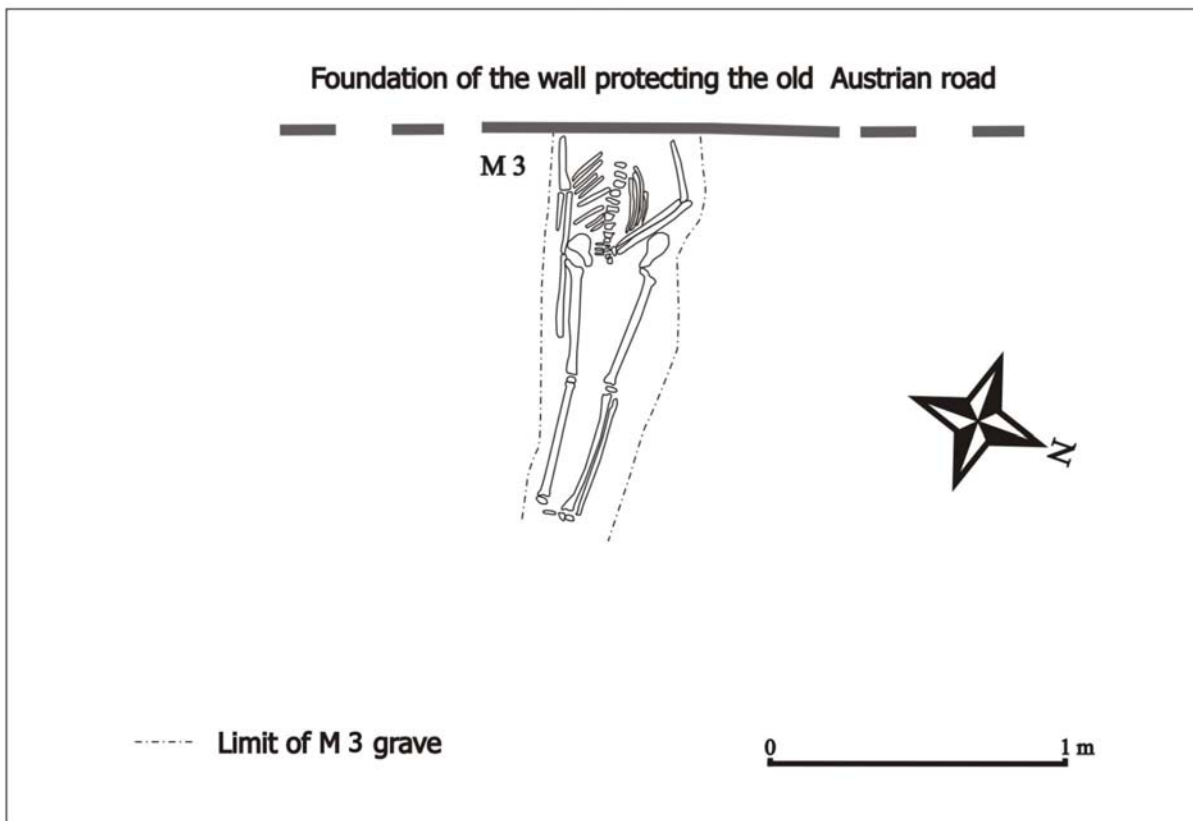 Foundation of the wall protecting the old Austrian road
M 3
N
Limit of M 3 grave
0 1 m